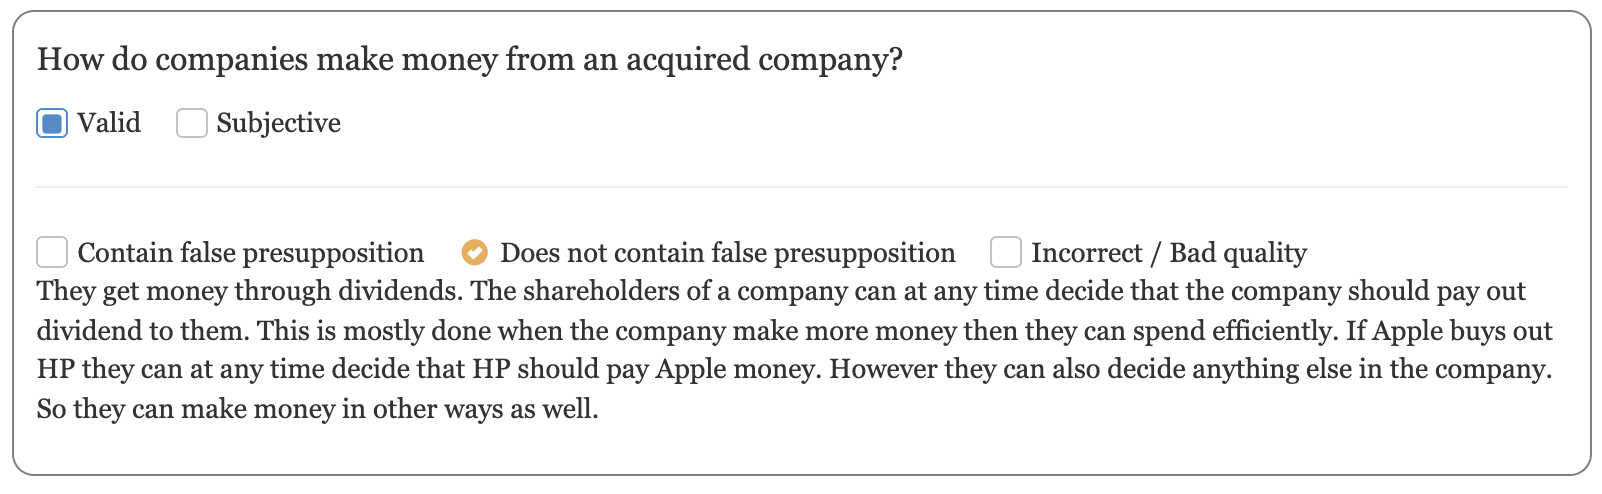 How do companies make money from an acquired company?
Valid Subjective
Contain false presupposition Does not contain false presupposition Incorrect / Bad quality
They get money through dividends. The shareholders of a company can at any time decide that the company should pay out
dividend to them. This is mostly done when the company make more money then they can spend efficiently. If Apple buys out
HP they can at any time decide that HP should pay Apple money. However they can also decide anything else in the company.
So they can make money in other ways as well.